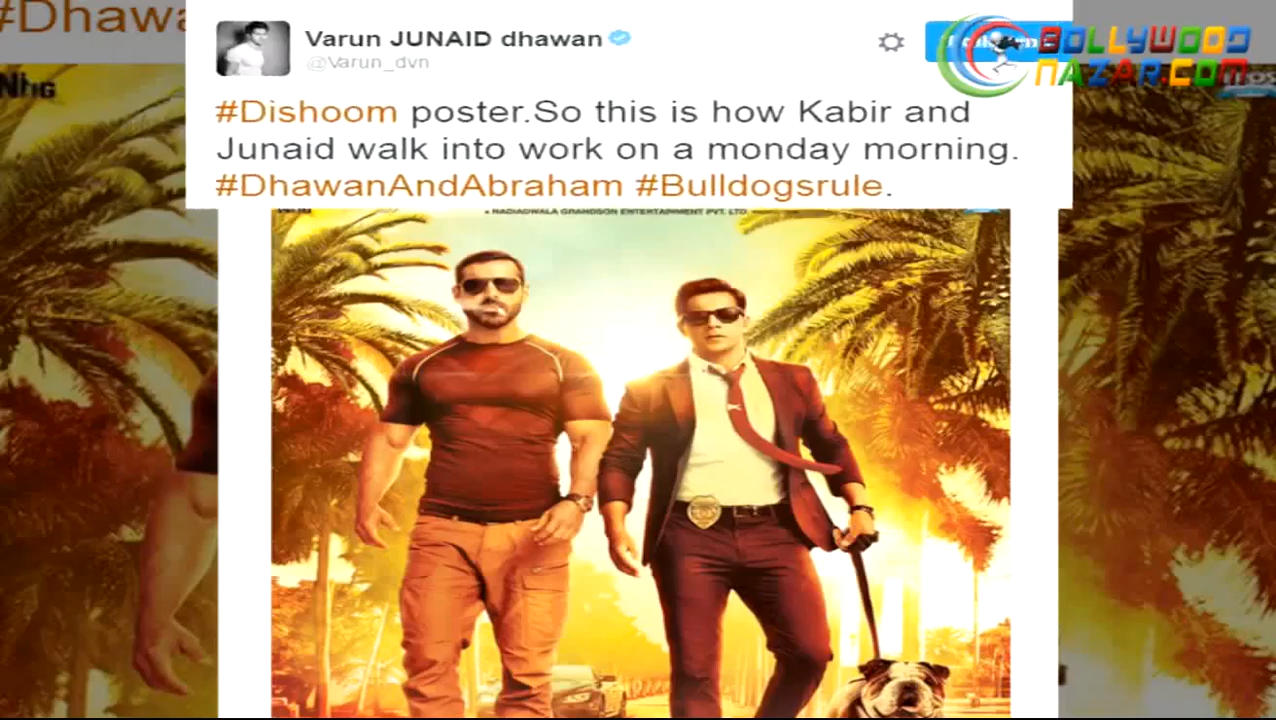 #Dhawa
Varun JUNAID dhawan
@Varun_dvn
BOLLYWOOD
NAZAR.COM
#Dishoom poster.So this is how Kabir and
Junaid walk into work on a monday morning.
#DhawanAndAbraham #Bulldogsrule.
NADIADWALA GRANDSON ENTERTAINMENT PVT. LTD.